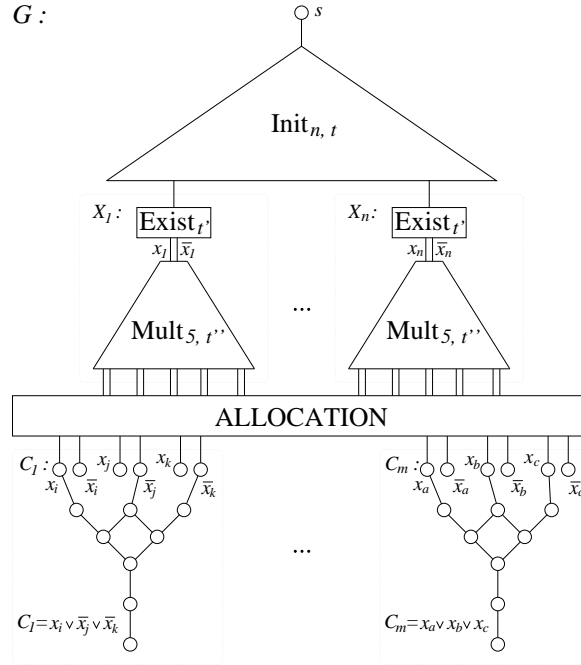 G :
s
Init_{n, t}
X_1 : Exist_{t'}
X_n : Exist_{t'}
x_1 x̄_1
x_n x̄_n
...
Mult_{5, t''}
Mult_{5, t''}
ALLOCATION
C_1 : x_i x̄_i x_j x̄_j x_k x̄_k
C_m : x_a x̄_a x_b x̄_b x_c x̄_c
...
C_1 = x_i ∨ x̄_j ∨ x̄_k
C_m = x_a ∨ x_b ∨ x_c